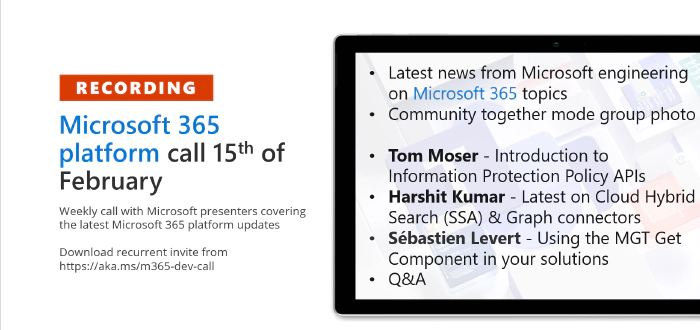 RECORDING
Microsoft 365
platform call 15th of
February
Weekly call with Microsoft presenters covering
the latest Microsoft 365 platform updates
Download recurrent invite from
https://aka.ms/m365-dev-call
• Latest news from Microsoft engineering
on Microsoft 365 topics
• Community together mode group photo
• Tom Moser - Introduction to
Information Protection Policy APIs
• Harshit Kumar - Latest on Cloud Hybrid
Search (SSA) & Graph connectors
• Sébastien Levert - Using the MGT Get
Component in your solutions
• Q&A